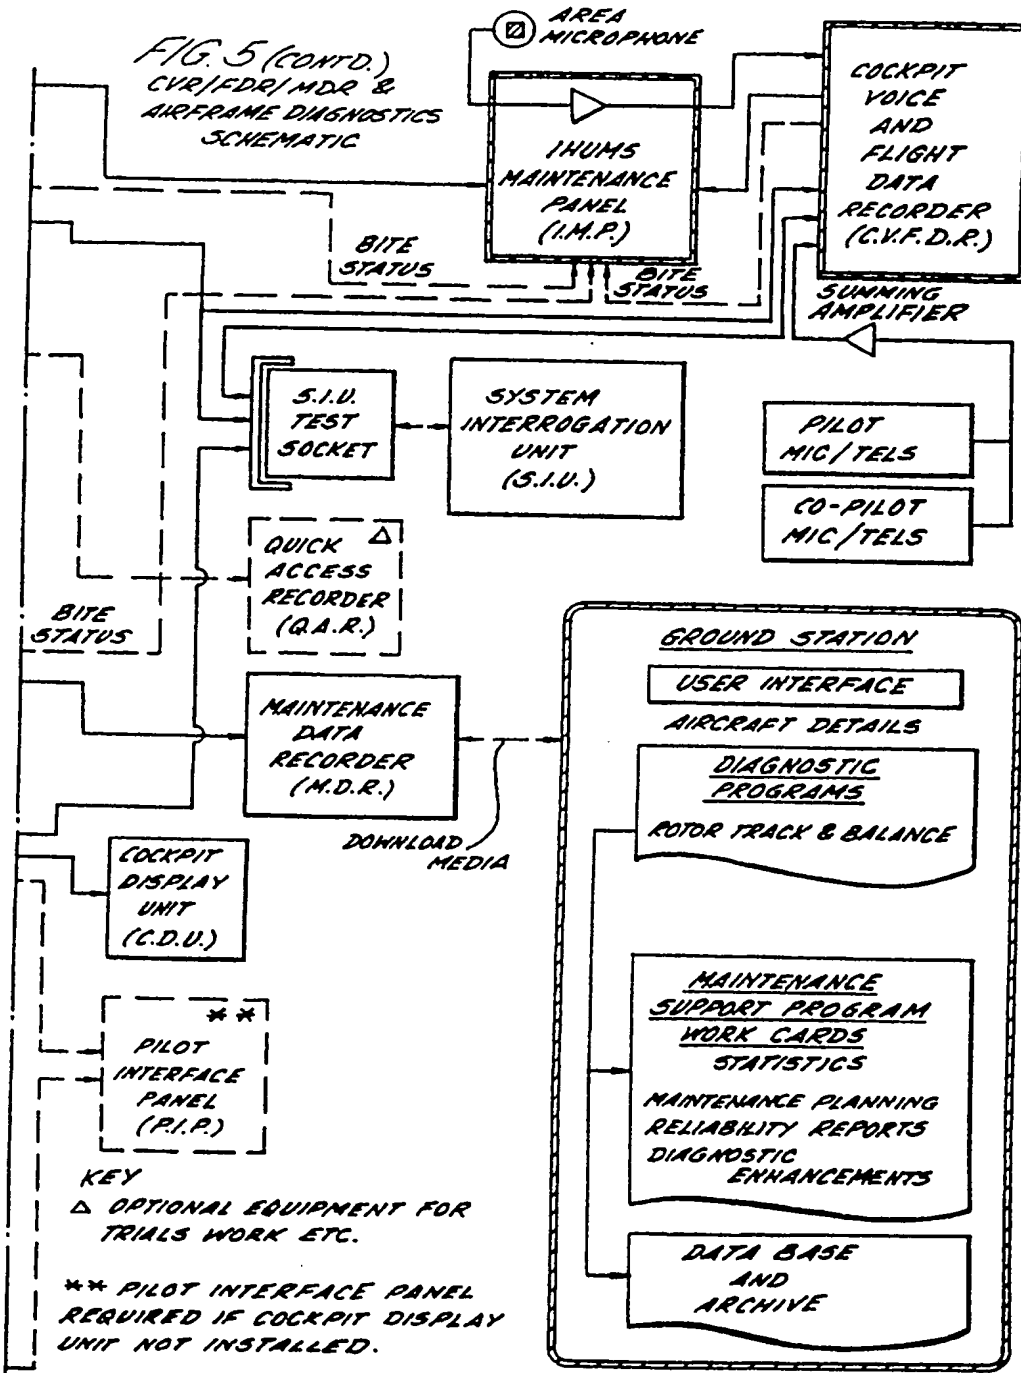 FIG. 5 (CONTD.)
CVR/FDR/MDR &
AIRFRAME DIAGNOSTICS
SCHEMATIC
AREA
MICROPHONE
IHUMS
MAINTENANCE
PANEL
(I.M.P.)
COCKPIT
VOICE
AND
FLIGHT
DATA
RECORDER
(C.V.F.D.R.)
BITE
STATUS
BITE
STATUS
SUMMING
AMPLIFIER
S.I.U.
TEST
SOCKET
SYSTEM
INTERROGATION
UNIT
(S.I.U.)
PILOT
MIC/TELS
CO-PILOT
MIC/TELS
QUICK Δ
ACCESS
RECORDER
(Q.A.R.)
BITE
STATUS
MAINTENANCE
DATA
RECORDER
(M.D.R.)
DOWNLOAD
MEDIA
GROUND STATION
USER INTERFACE
AIRCRAFT DETAILS
DIAGNOSTIC
PROGRAMS
ROTOR TRACK & BALANCE
COCKPIT
DISPLAY
UNIT
(C.D.U.)
MAINTENANCE
SUPPORT PROGRAM
WORK CARDS
STATISTICS
MAINTENANCE PLANNING
RELIABILITY REPORTS
DIAGNOSTIC
ENHANCEMENTS
**
PILOT
INTERFACE
PANEL
(P.I.P.)
DATA BASE
AND
ARCHIVE
KEY
Δ OPTIONAL EQUIPMENT FOR
TRIALS WORK ETC.
** PILOT INTERFACE PANEL
REQUIRED IF COCKPIT DISPLAY
UNIT NOT INSTALLED.